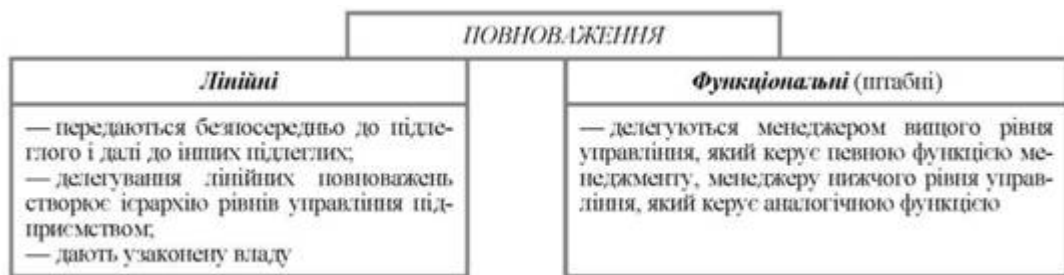 ПОВНОВАЖЕННЯ
Лінійні
— передаються безпосередньо до підле-
глого і далі до інших підлеглих;
— делегування лінійних повноважень
створює ієрархію рівнів управління під-
приємством;
— дають узаконену владу
Функціональні (штабні)
— делегуються менеджером вищого рівня
управління, який керує певною функцією ме-
неджменту, менеджеру нижчого рівня управ-
ління, який керує аналогічною функцією